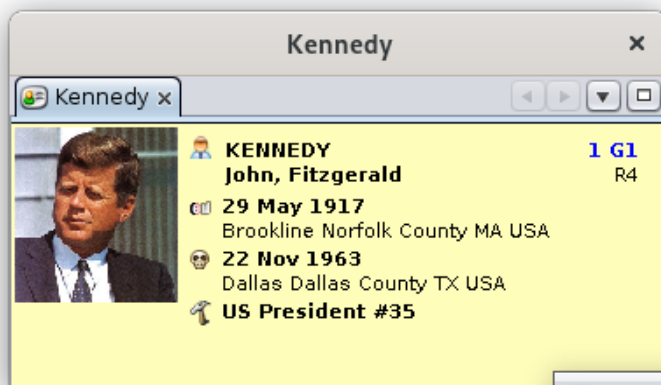 Kennedy
Kennedy
KENNEDY 1 G1
John, Fitzgerald R4
29 May 1917
Brookline Norfolk County MA USA
22 Nov 1963
Dallas Dallas County TX USA
US President #35